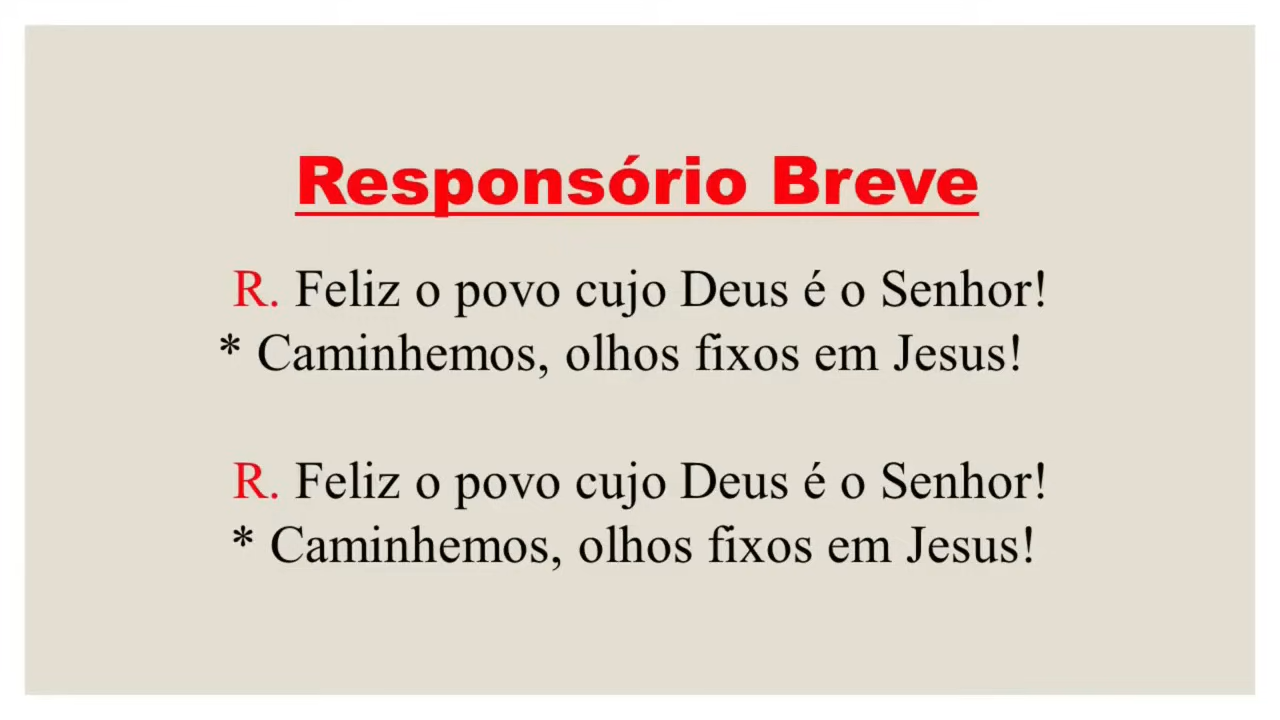 Responsório Breve
R. Feliz o povo cujo Deus é o Senhor!
* Caminhemos, olhos fixos em Jesus!
R. Feliz o povo cujo Deus é o Senhor!
* Caminhemos, olhos fixos em Jesus!